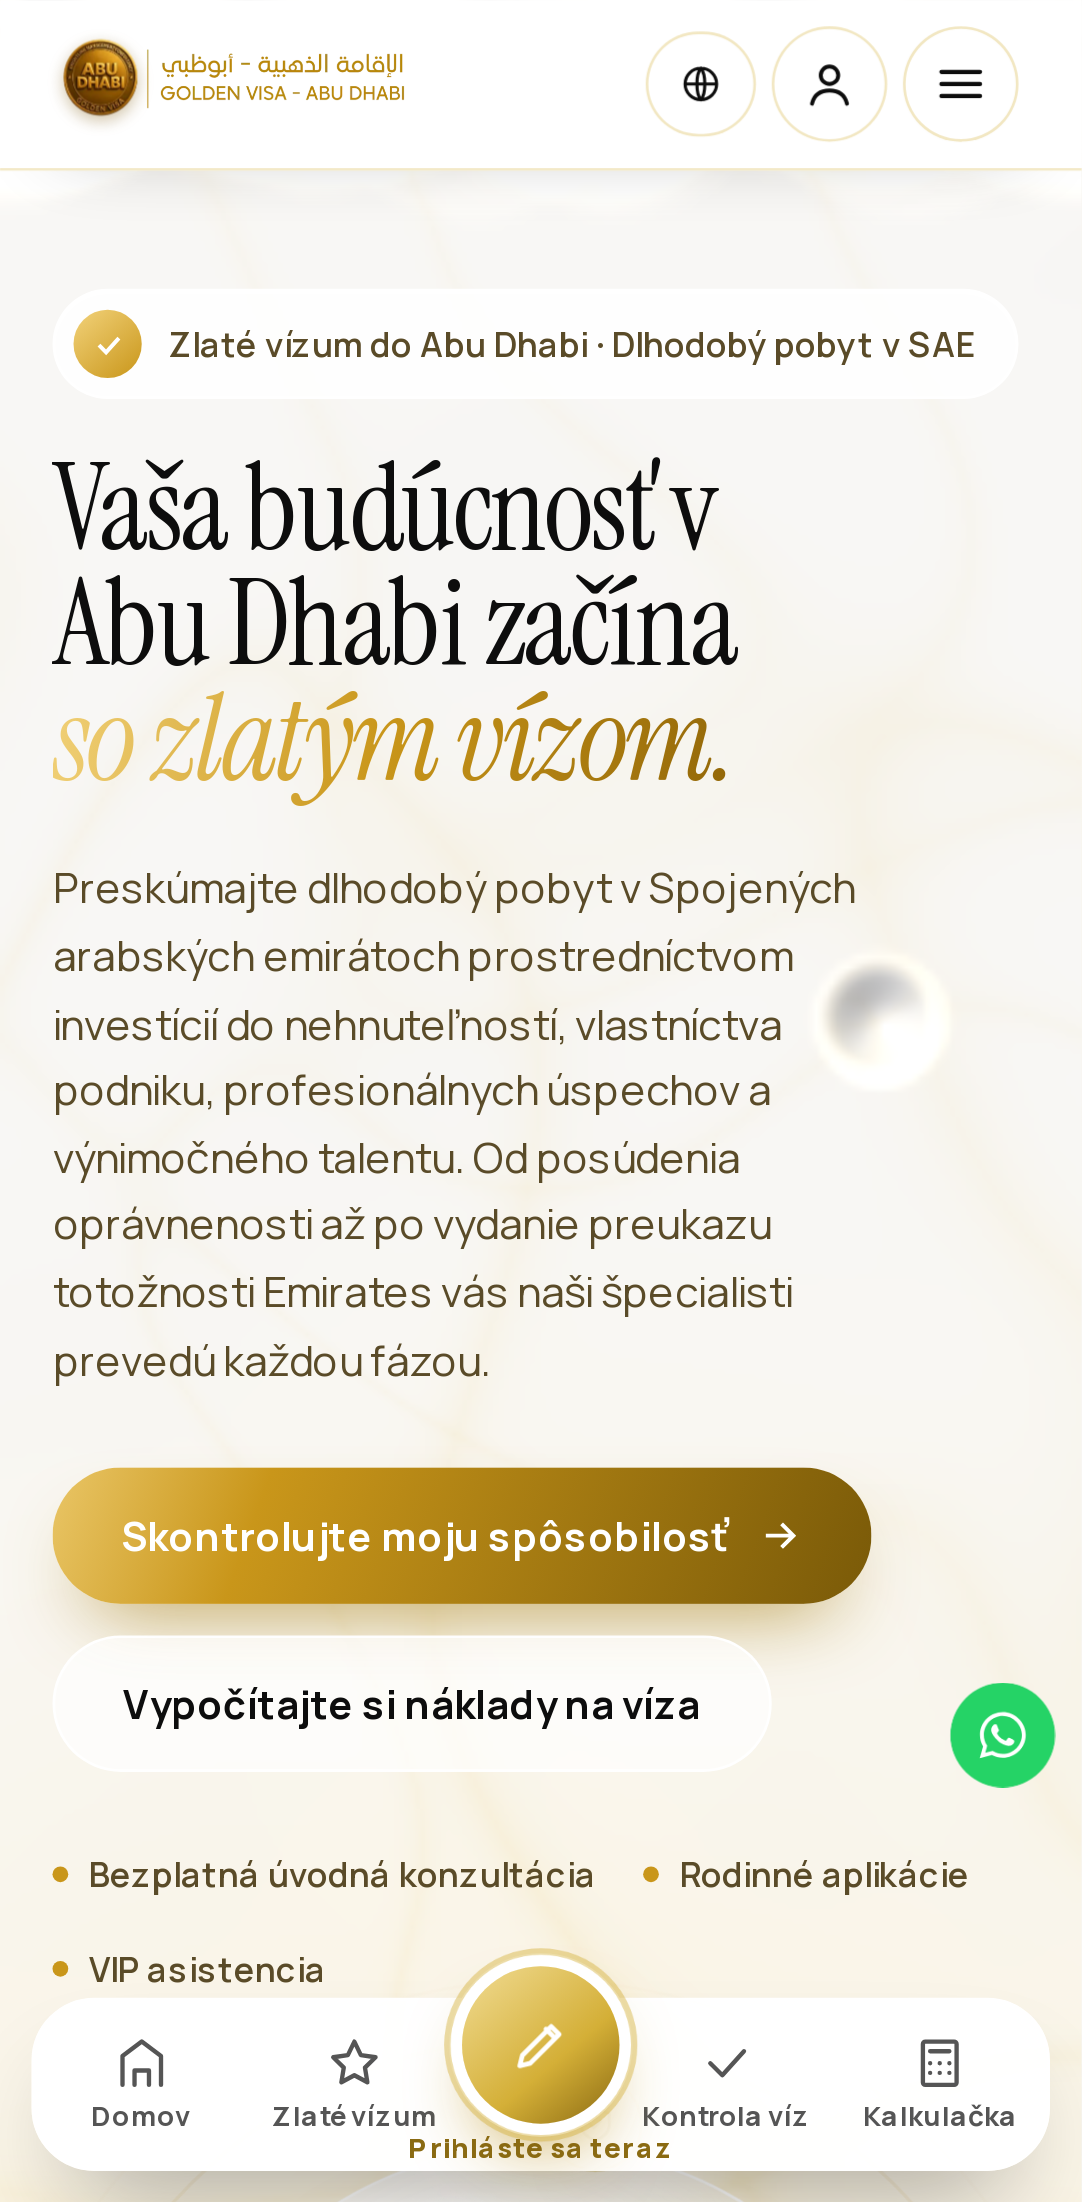 ABU DHABI
الإقامة الذهبية - أبوظبي
GOLDEN VISA - ABU DHABI
Zlaté vízum do Abu Dhabi · Dlhodobý pobyt v SAE
Vaša budúcnosť v
Abu Dhabi začína
so zlatým vízom.
Preskúmajte dlhodobý pobyt v Spojených
arabských emirátoch prostredníctvom
investícií do nehnuteľností, vlastníctva
podniku, profesionálnych úspechov a
výnimočného talentu. Od posúdenia
oprávnenosti až po vydanie preukazu
totožnosti Emirates vás naši špecialisti
prevedú každou fázou.
Skontrolujte moju spôsobilosť →
Vypočítajte si náklady na víza
Bezplatná úvodná konzultácia
Rodinné aplikácie
VIP asistencia
Domov
Zlaté vízum
Prihláste sa teraz
Kontrola víz
Kalkulačka